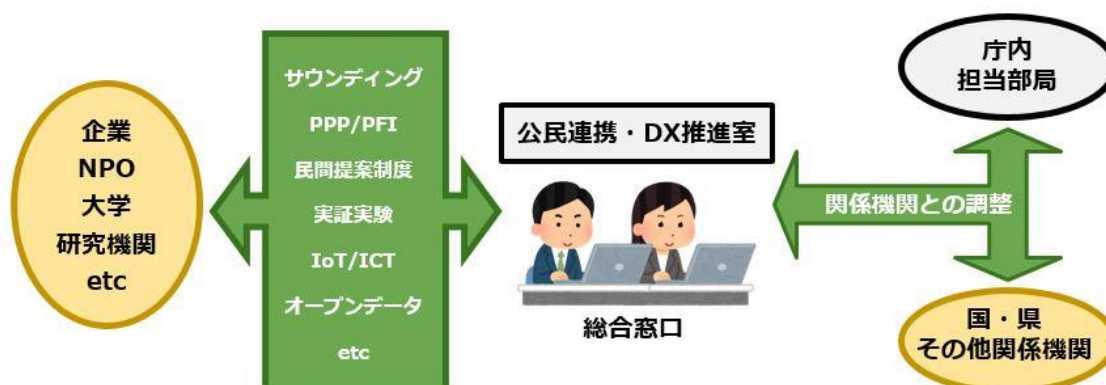 企業
NPO
大学
研究機関
etc
サウンディング
PPP/PFI
民間提案制度
実証実験
IoT/ICT
オープンデータ
etc
公民連携・DX推進室
総合窓口
関係機関との調整
庁内
担当部局
国・県
その他関係機関